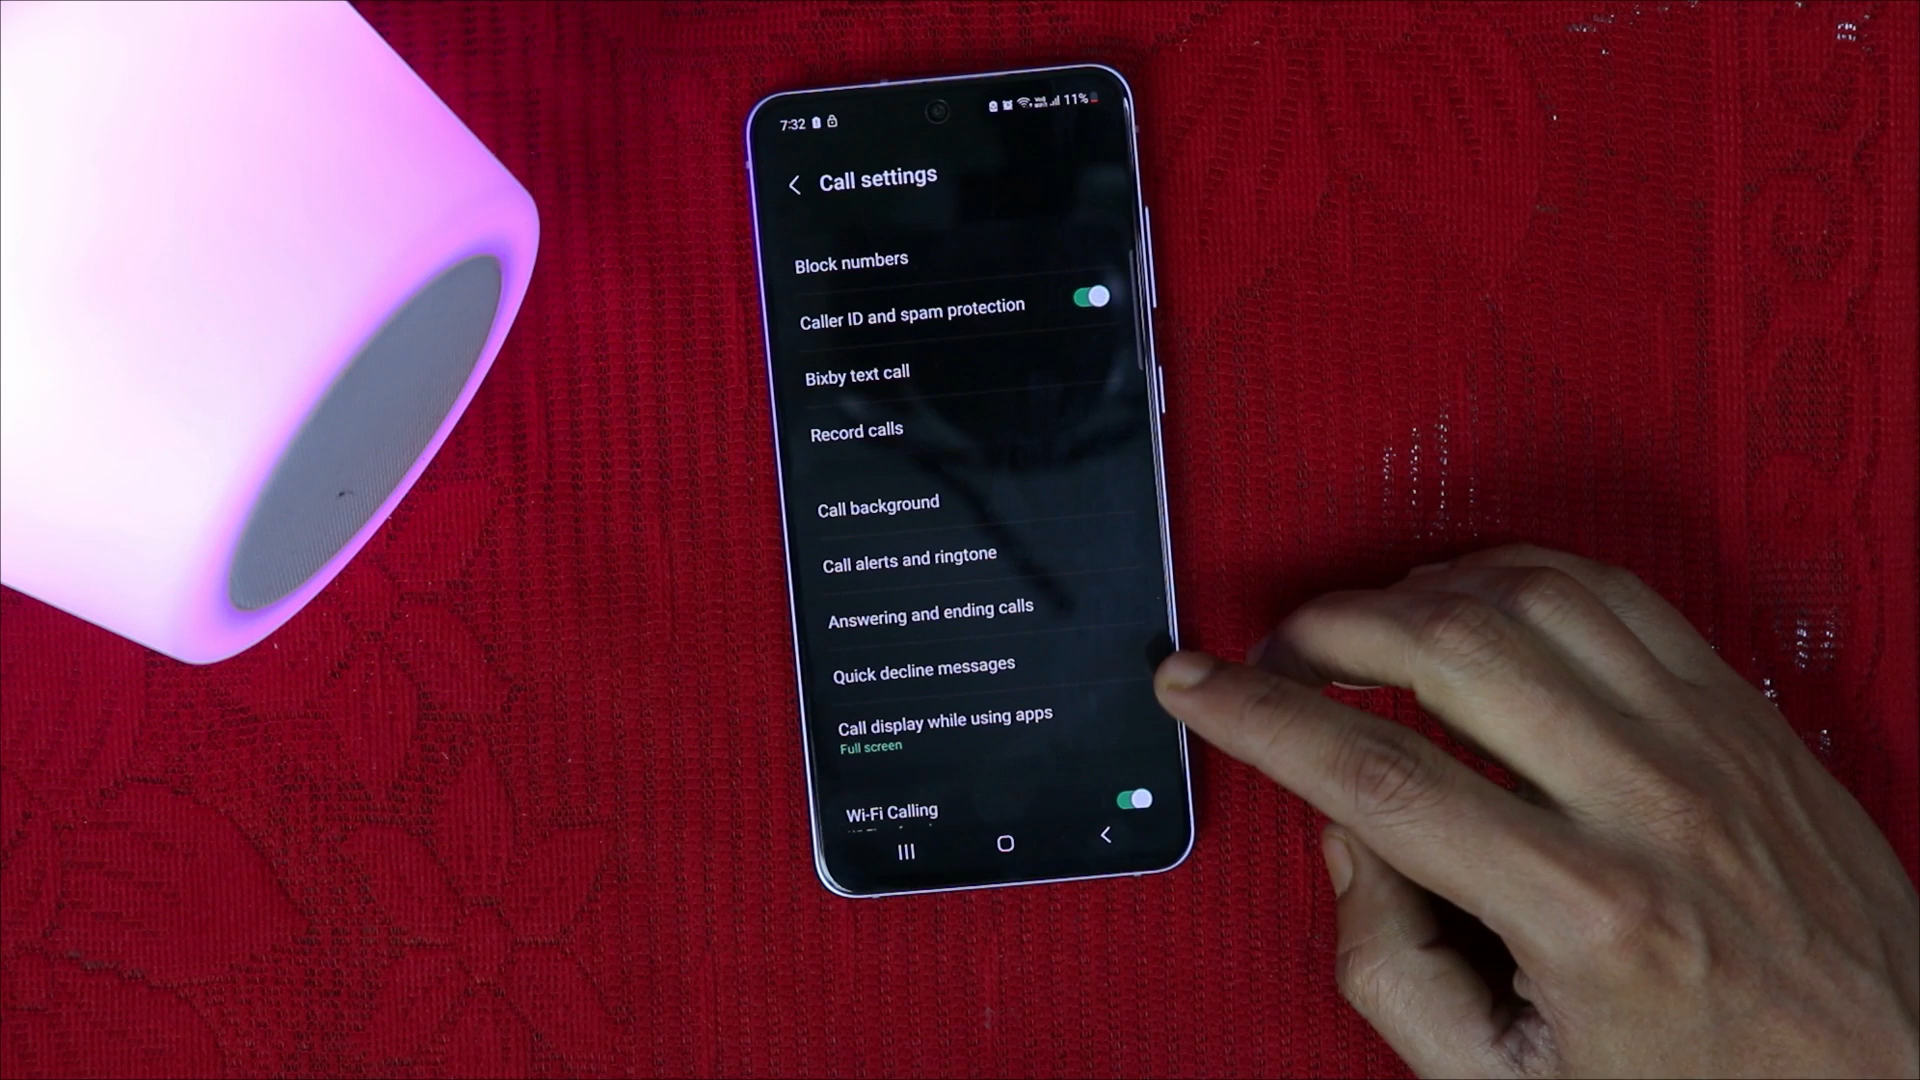 7:32 11%
Call settings
Block numbers
Caller ID and spam protection
Bixby text call
Record calls
Call background
Call alerts and ringtone
Answering and ending calls
Quick decline messages
Call display while using apps
Full screen
Wi-Fi Calling